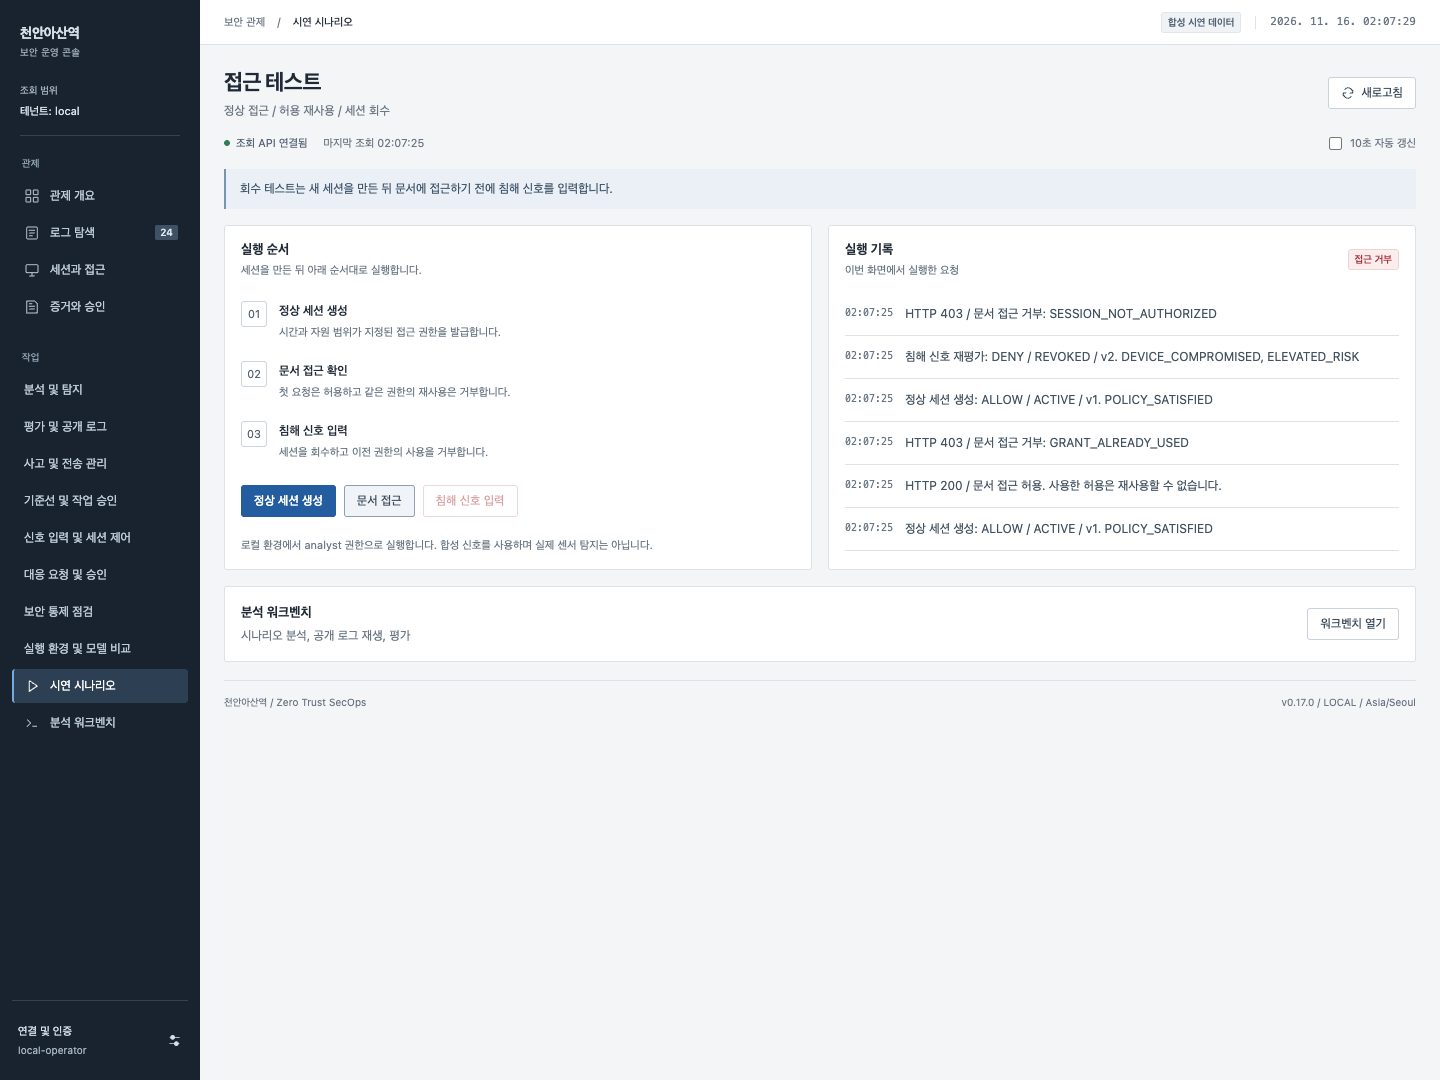 천안아산역
보안 운영 콘솔
조회 범위
테넌트: local
관제
관제 개요
로그 탐색 24
세션과 접근
증거와 승인
작업
분석 및 탐지
평가 및 공개 로그
사고 및 전송 관리
기준선 및 작업 승인
신호 입력 및 세션 제어
대응 요청 및 승인
보안 통제 점검
실행 환경 및 모델 비교
시연 시나리오
분석 워크벤치
연결 및 인증
local-operator
보안 관제 / 시연 시나리오
합성 시연 데이터 2026. 11. 16. 02:07:29
접근 테스트
정상 접근 / 허용 재사용 / 세션 회수
새로고침
조회 API 연결됨 마지막 조회 02:07:25
10초 자동 갱신
회수 테스트는 새 세션을 만든 뒤 문서에 접근하기 전에 침해 신호를 입력합니다.
실행 순서
세션을 만든 뒤 아래 순서대로 실행합니다.
01 정상 세션 생성
시간과 자원 범위가 지정된 접근 권한을 발급합니다.
02 문서 접근 확인
첫 요청은 허용하고 같은 권한의 재사용은 거부합니다.
03 침해 신호 입력
세션을 회수하고 이전 권한의 사용을 거부합니다.
정상 세션 생성 문서 접근 침해 신호 입력
로컬 환경에서 analyst 권한으로 실행합니다. 합성 신호를 사용하며 실제 센서 탐지는 아닙니다.
실행 기록
이번 화면에서 실행한 요청
접근 거부
02:07:25 HTTP 403 / 문서 접근 거부: SESSION_NOT_AUTHORIZED
02:07:25 침해 신호 재평가: DENY / REVOKED / v2. DEVICE_COMPROMISED, ELEVATED_RISK
02:07:25 정상 세션 생성: ALLOW / ACTIVE / v1. POLICY_SATISFIED
02:07:25 HTTP 403 / 문서 접근 거부: GRANT_ALREADY_USED
02:07:25 HTTP 200 / 문서 접근 허용. 사용한 허용은 재사용할 수 없습니다.
02:07:25 정상 세션 생성: ALLOW / ACTIVE / v1. POLICY_SATISFIED
분석 워크벤치
시나리오 분석, 공개 로그 재생, 평가
워크벤치 열기
천안아산역 / Zero Trust SecOps
v0.17.0 / LOCAL / Asia/Seoul